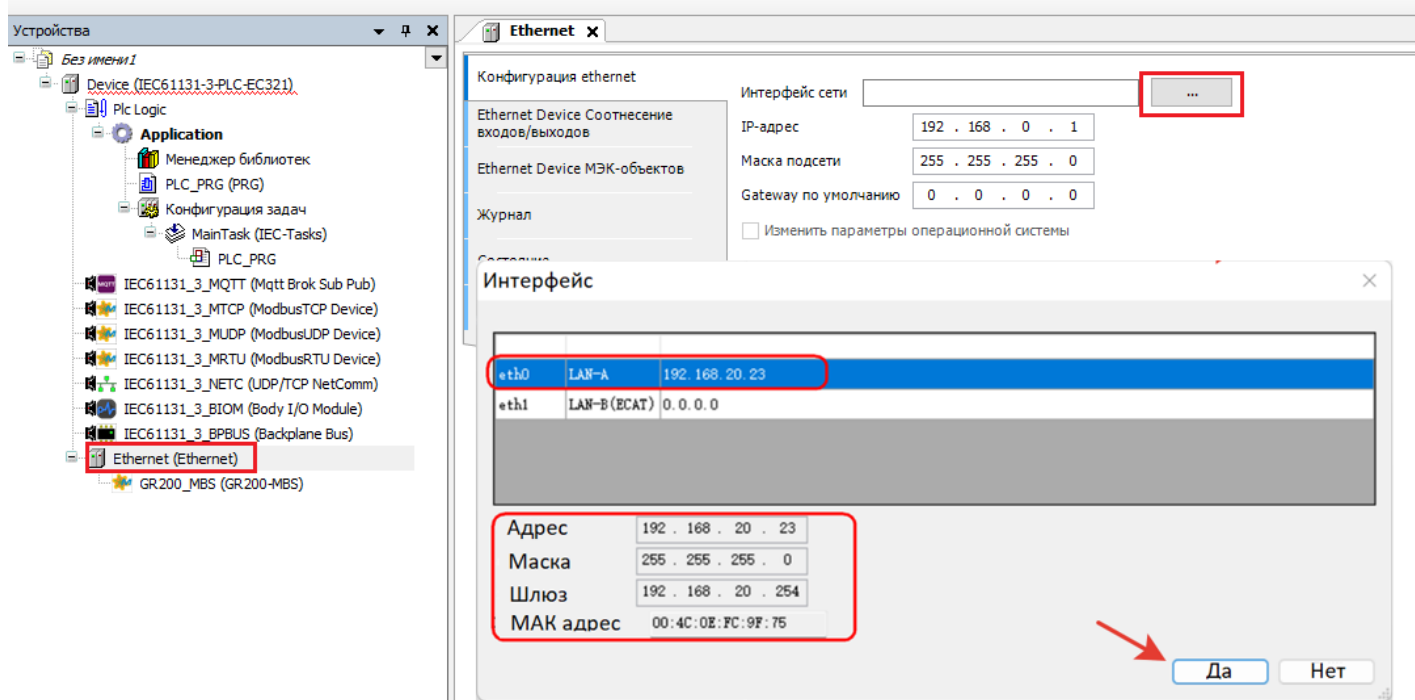 Устройства
Без имени1
Device (IEC61131-3-PLC-EC321)
Plc Logic
Application
Менеджер библиотек
PLC_PRG (PRG)
Конфигурация задач
MainTask (IEC-Tasks)
PLC_PRG
IEC61131_3_MQTT (Mqtt Brok Sub Pub)
IEC61131_3_MTCP (ModbusTCP Device)
IEC61131_3_MUDP (ModbusUDP Device)
IEC61131_3_MRTU (ModbusRTU Device)
IEC61131_3_NETC (UDP/TCP NetComm)
IEC61131_3_BIOM (Body I/O Module)
IEC61131_3_BPBUS (Backplane Bus)
Ethernet (Ethernet)
GR200_MBS (GR200-MBS)
Ethernet
Конфигурация ethernet
Ethernet Device Соотнесение
входов/выходов
Ethernet Device МЭК-объектов
Журнал
Состояние
Интерфейс сети ...
IP-адрес 192 . 168 . 0 . 1
Маска подсети 255 . 255 . 255 . 0
Gateway по умолчанию 0 . 0 . 0 . 0
Изменить параметры операционной системы
Интерфейс
eth0 LAN-A 192.168.20.23
eth1 LAN-B(ECAT) 0.0.0.0
Адрес 192 . 168 . 20 . 23
Маска 255 . 255 . 255 . 0
Шлюз 192 . 168 . 20 . 254
МАК адрес 00:4C:0E:FC:9F:75
Да Нет